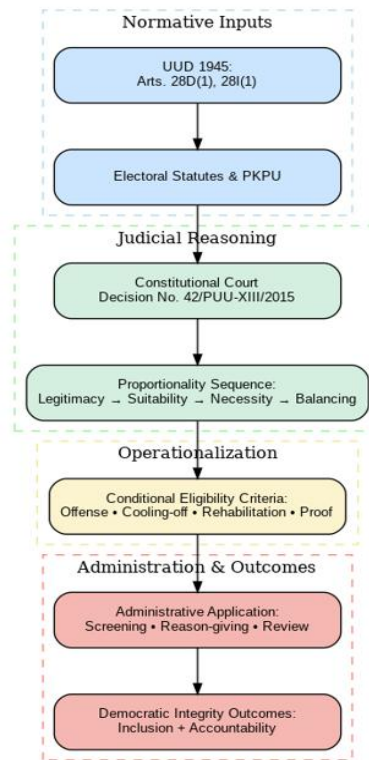 Normative Inputs
UUD 1945:
Arts. 28D(1), 28I(1)
Electoral Statutes & PKPU
Judicial Reasoning
Constitutional Court
Decision No. 42/PUU-XIII/2015
Proportionality Sequence:
Legitimacy → Suitability → Necessity → Balancing
Operationalization
Conditional Eligibility Criteria:
Offense • Cooling-off • Rehabilitation • Proof
Administration & Outcomes
Administrative Application:
Screening • Reason-giving • Review
Democratic Integrity Outcomes:
Inclusion + Accountability